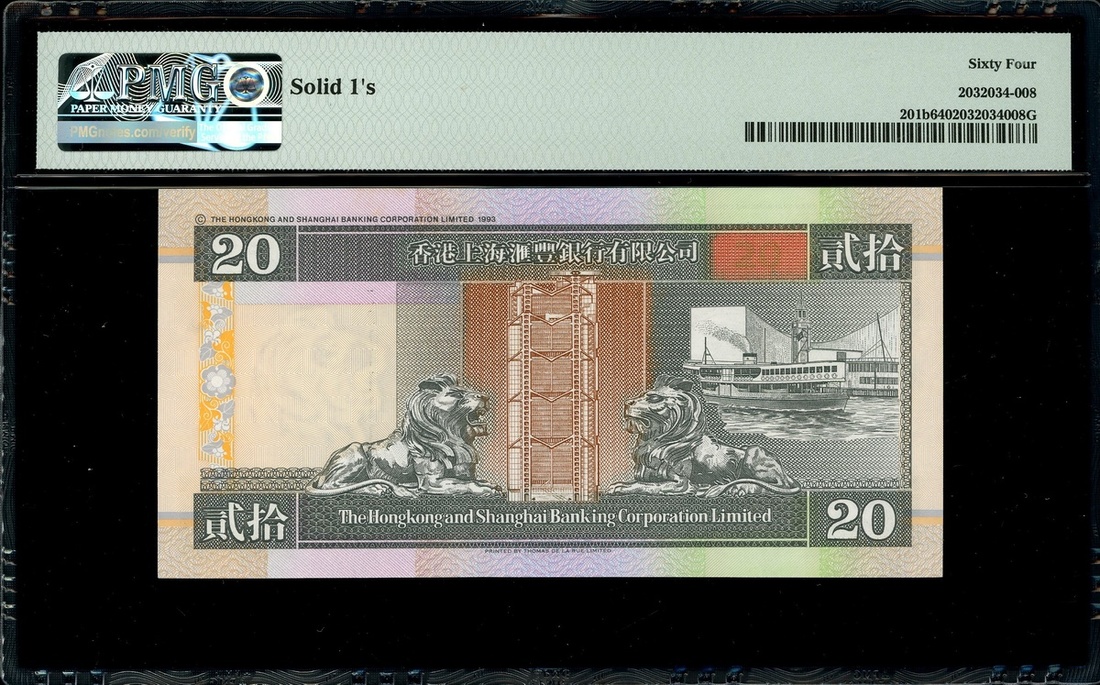 PMG
PAPER MONEY GUARANTY
PMGnotes.com/verify
Solid 1's
Sixty Four
2032034-008
201b6402032034008G
© THE HONGKONG AND SHANGHAI BANKING CORPORATION LIMITED 1993
20 香港上海滙豐銀行有限公司 貳拾
貳拾 The Hongkong and Shanghai Banking Corporation Limited 20
PRINTED BY THOMAS DE LA RUE LIMITED